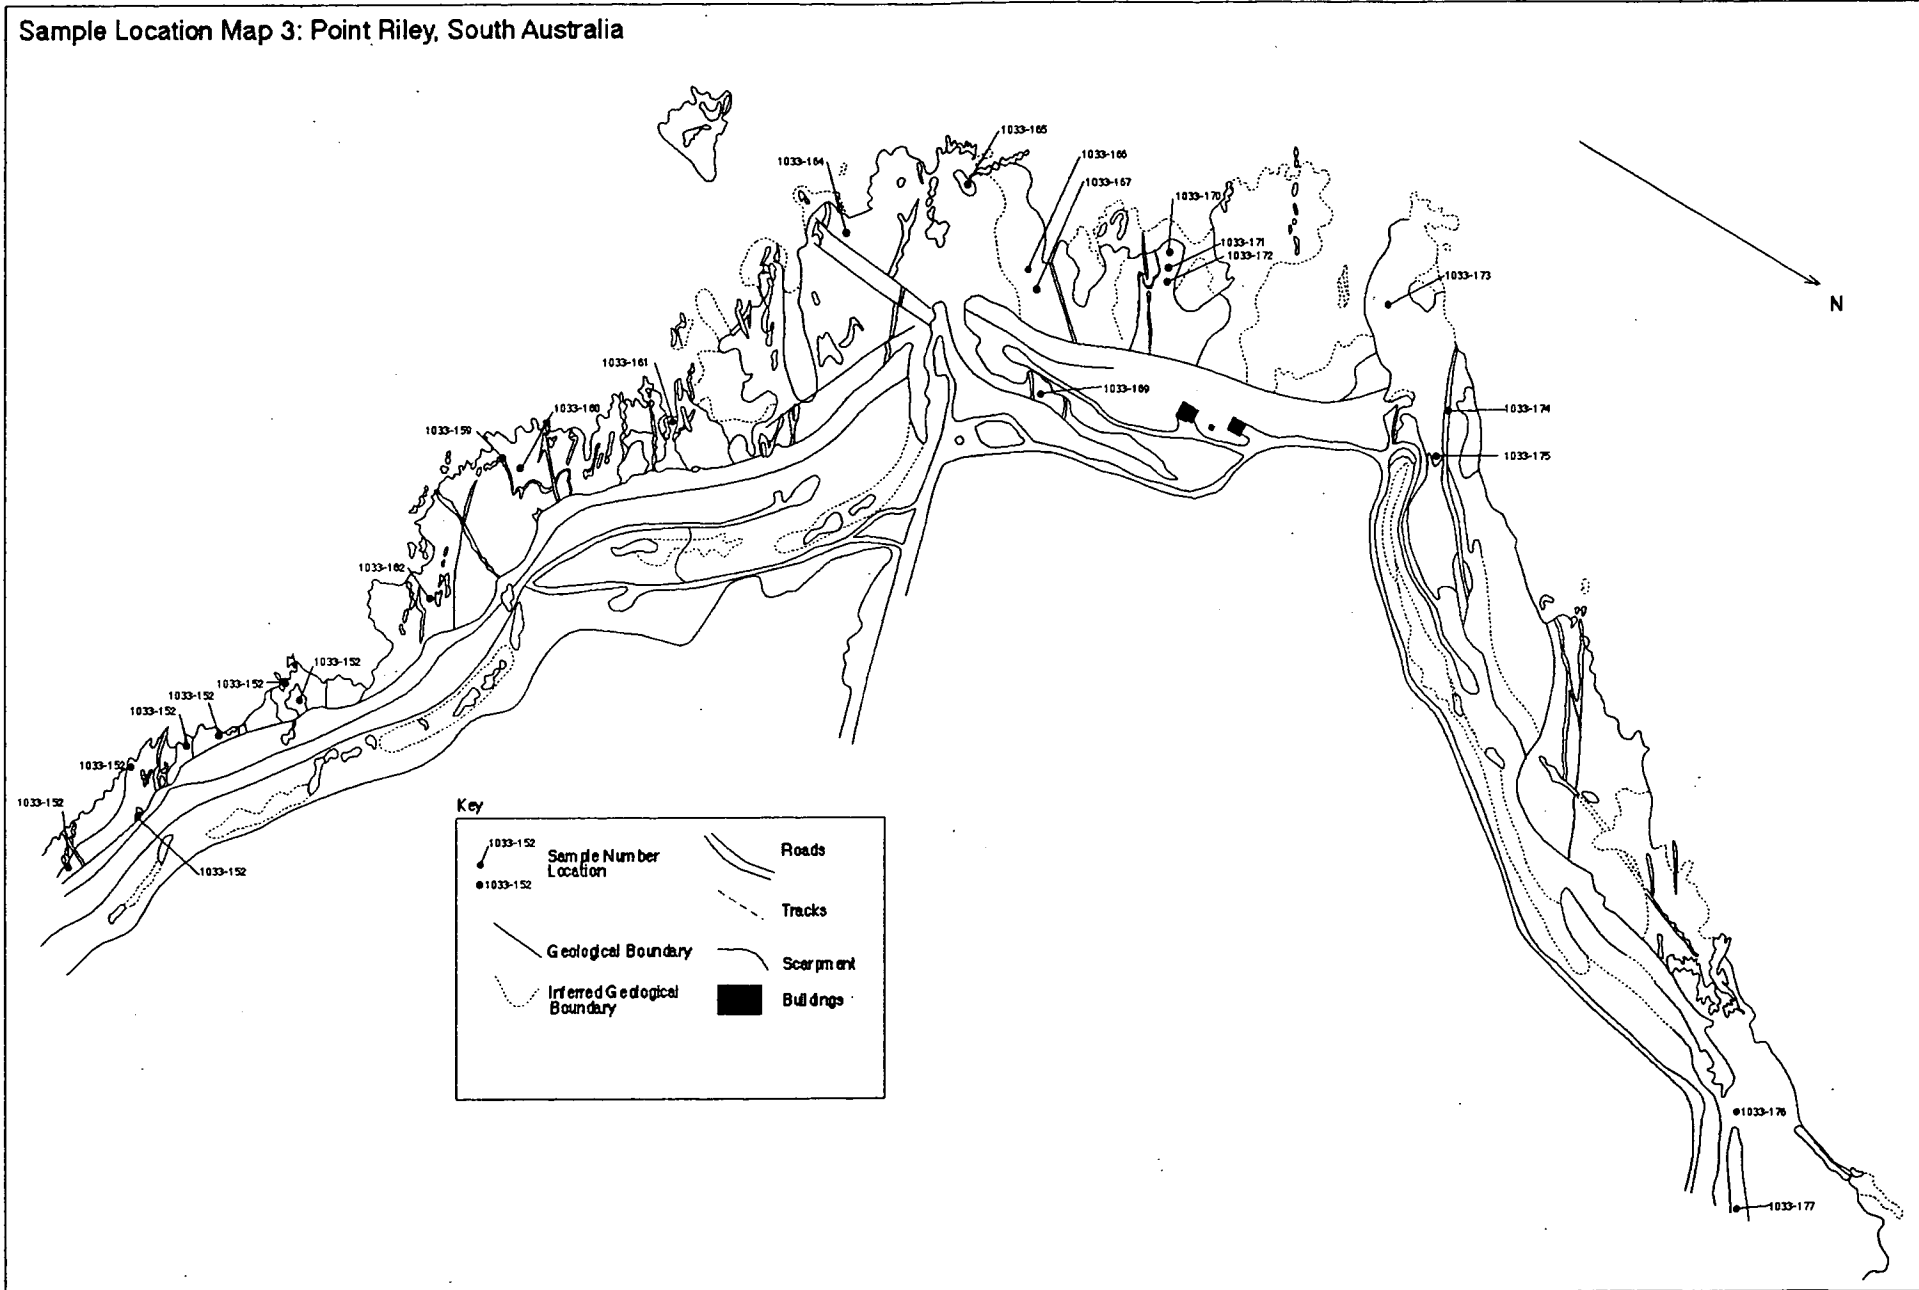 Sample Location Map 3: Point Riley, South Australia
1033-165
1033-164
1033-166
1033-167
1033-170
1033-171
1033-172
1033-173
N
1033-161
1033-169
1033-160
1033-159
1033-174
1033-175
1033-162
1033-152
1033-152
1033-152
1033-152
1033-152
1033-152
1033-152
Key
1033-152
Sample Number
Location
1033-152
Roads
Tracks
Geological Boundary
Scarpment
Inferred Geological
Boundary
Buildings
1033-176
1033-177